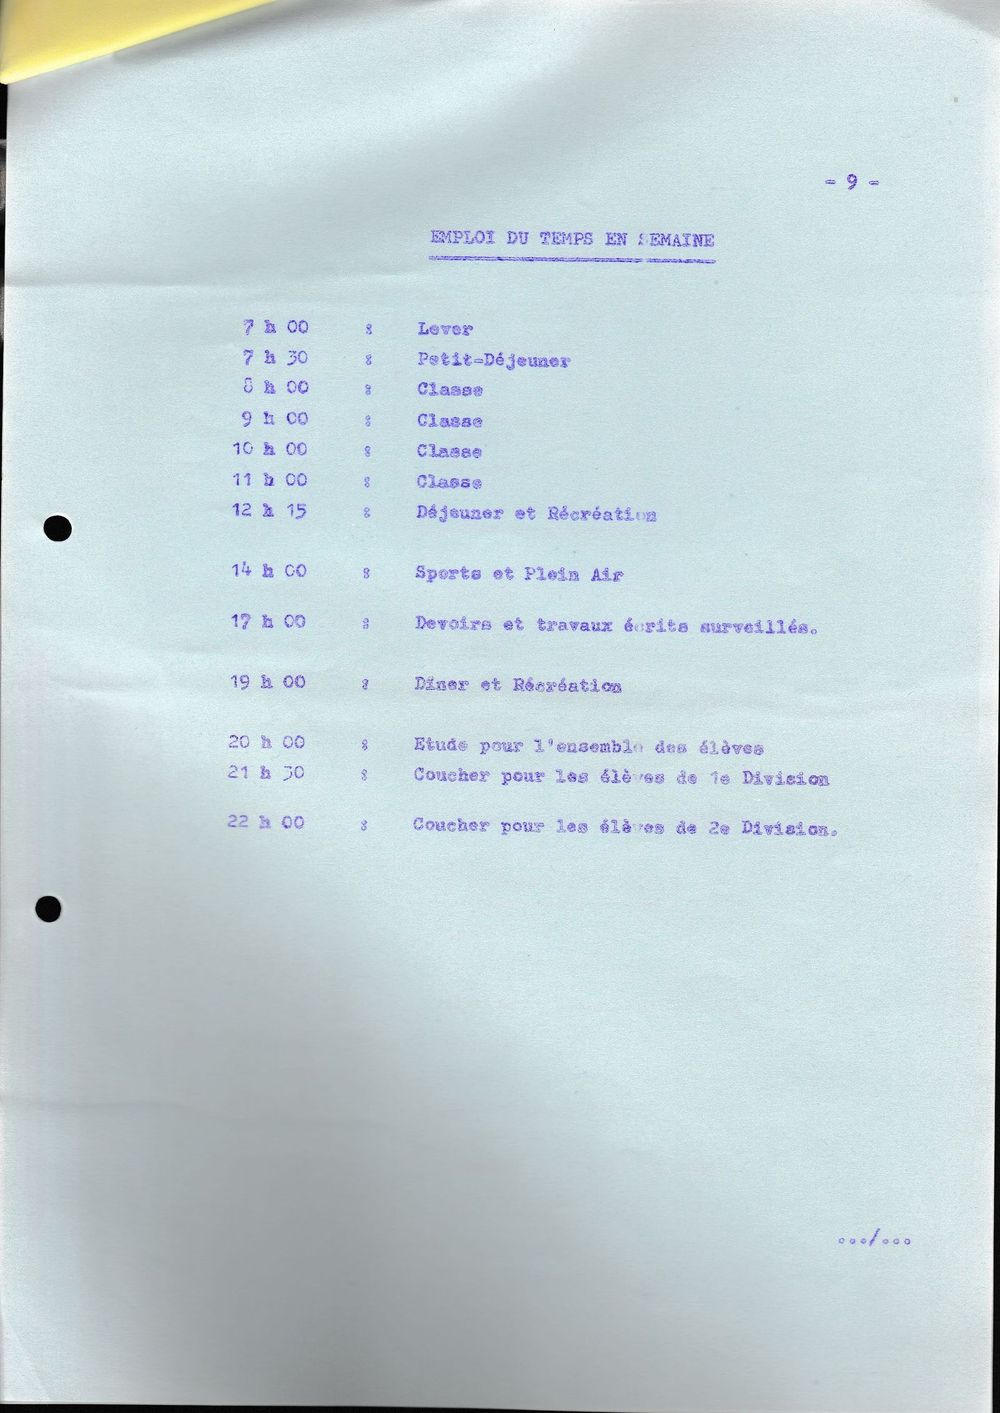 - 9 -
EMPLOI DU TEMPS EN SEMAINE
7 h 00 : Lever
7 h 30 : Petit-Déjeuner
8 h 00 : Classe
9 h 00 : Classe
10 h 00 : Classe
11 h 00 : Classe
12 h 15 : Déjeuner et Récréation
14 h 00 : Sports et Plein Air
17 h 00 : Devoirs et travaux écrits surveillés.
19 h 00 : Dîner et Récréation
20 h 00 : Etude pour l'ensemble des élèves
21 h 30 : Coucher pour les élèves de 1e Division
22 h 00 : Coucher pour les élèves de 2e Division.
.../...